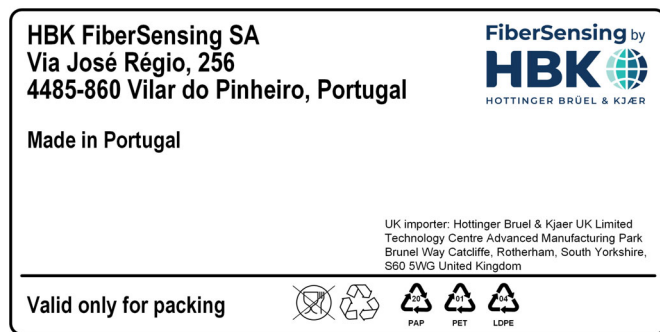 HBK FiberSensing SA
Via José Régio, 256
4485-860 Vilar do Pinheiro, Portugal
Made in Portugal
FiberSensing by
HBK
HOTTINGER BRÜEL & KJÆR
UK importer: Hottinger Bruel & Kjaer UK Limited
Technology Centre Advanced Manufacturing Park
Brunel Way Catcliffe, Rotherham, South Yorkshire,
S60 5WG United Kingdom
Valid only for packing
20 01 04
PAP PET LDPE